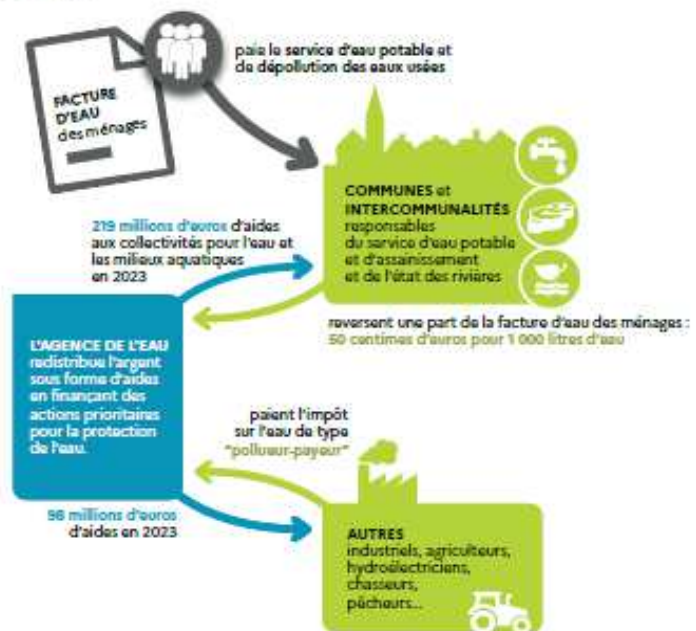 FACTURE
D'EAU
des ménages
paie le service d'eau potable et
de dépollution des eaux usées
COMMUNES et
INTERCOMMUNALITÉS
responsables
du service d'eau potable
et d'assainissement
et de l'état des rivières
219 millions d'euros d'aides
aux collectivités pour l'eau et
les milieux aquatiques
en 2023
reversent une part de la facture d'eau des ménages :
50 centimes d'euros pour 1 000 litres d'eau
L'AGENCE DE L'EAU
redistribue l'argent
sous forme d'aides
en finançant des
actions prioritaires
pour la protection
de l'eau.
paient l'impôt
sur l'eau de type
"pollueur-payeur"
98 millions d'euros
d'aides en 2023
AUTRES
industriels, agriculteurs,
hydroélectriciens,
chasseurs,
pêcheurs...